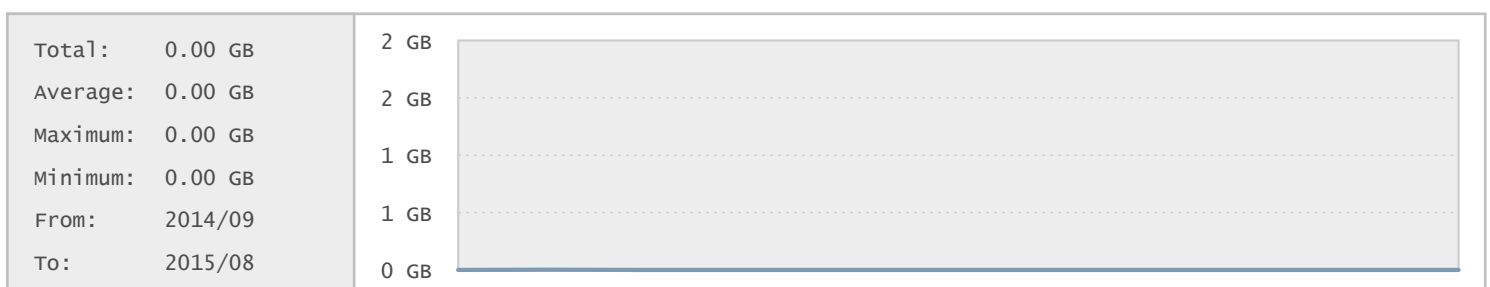 Total: 0.00 GB
Average: 0.00 GB
Maximum: 0.00 GB
Minimum: 0.00 GB
From: 2014/09
To: 2015/08
2 GB
2 GB
1 GB
1 GB
0 GB